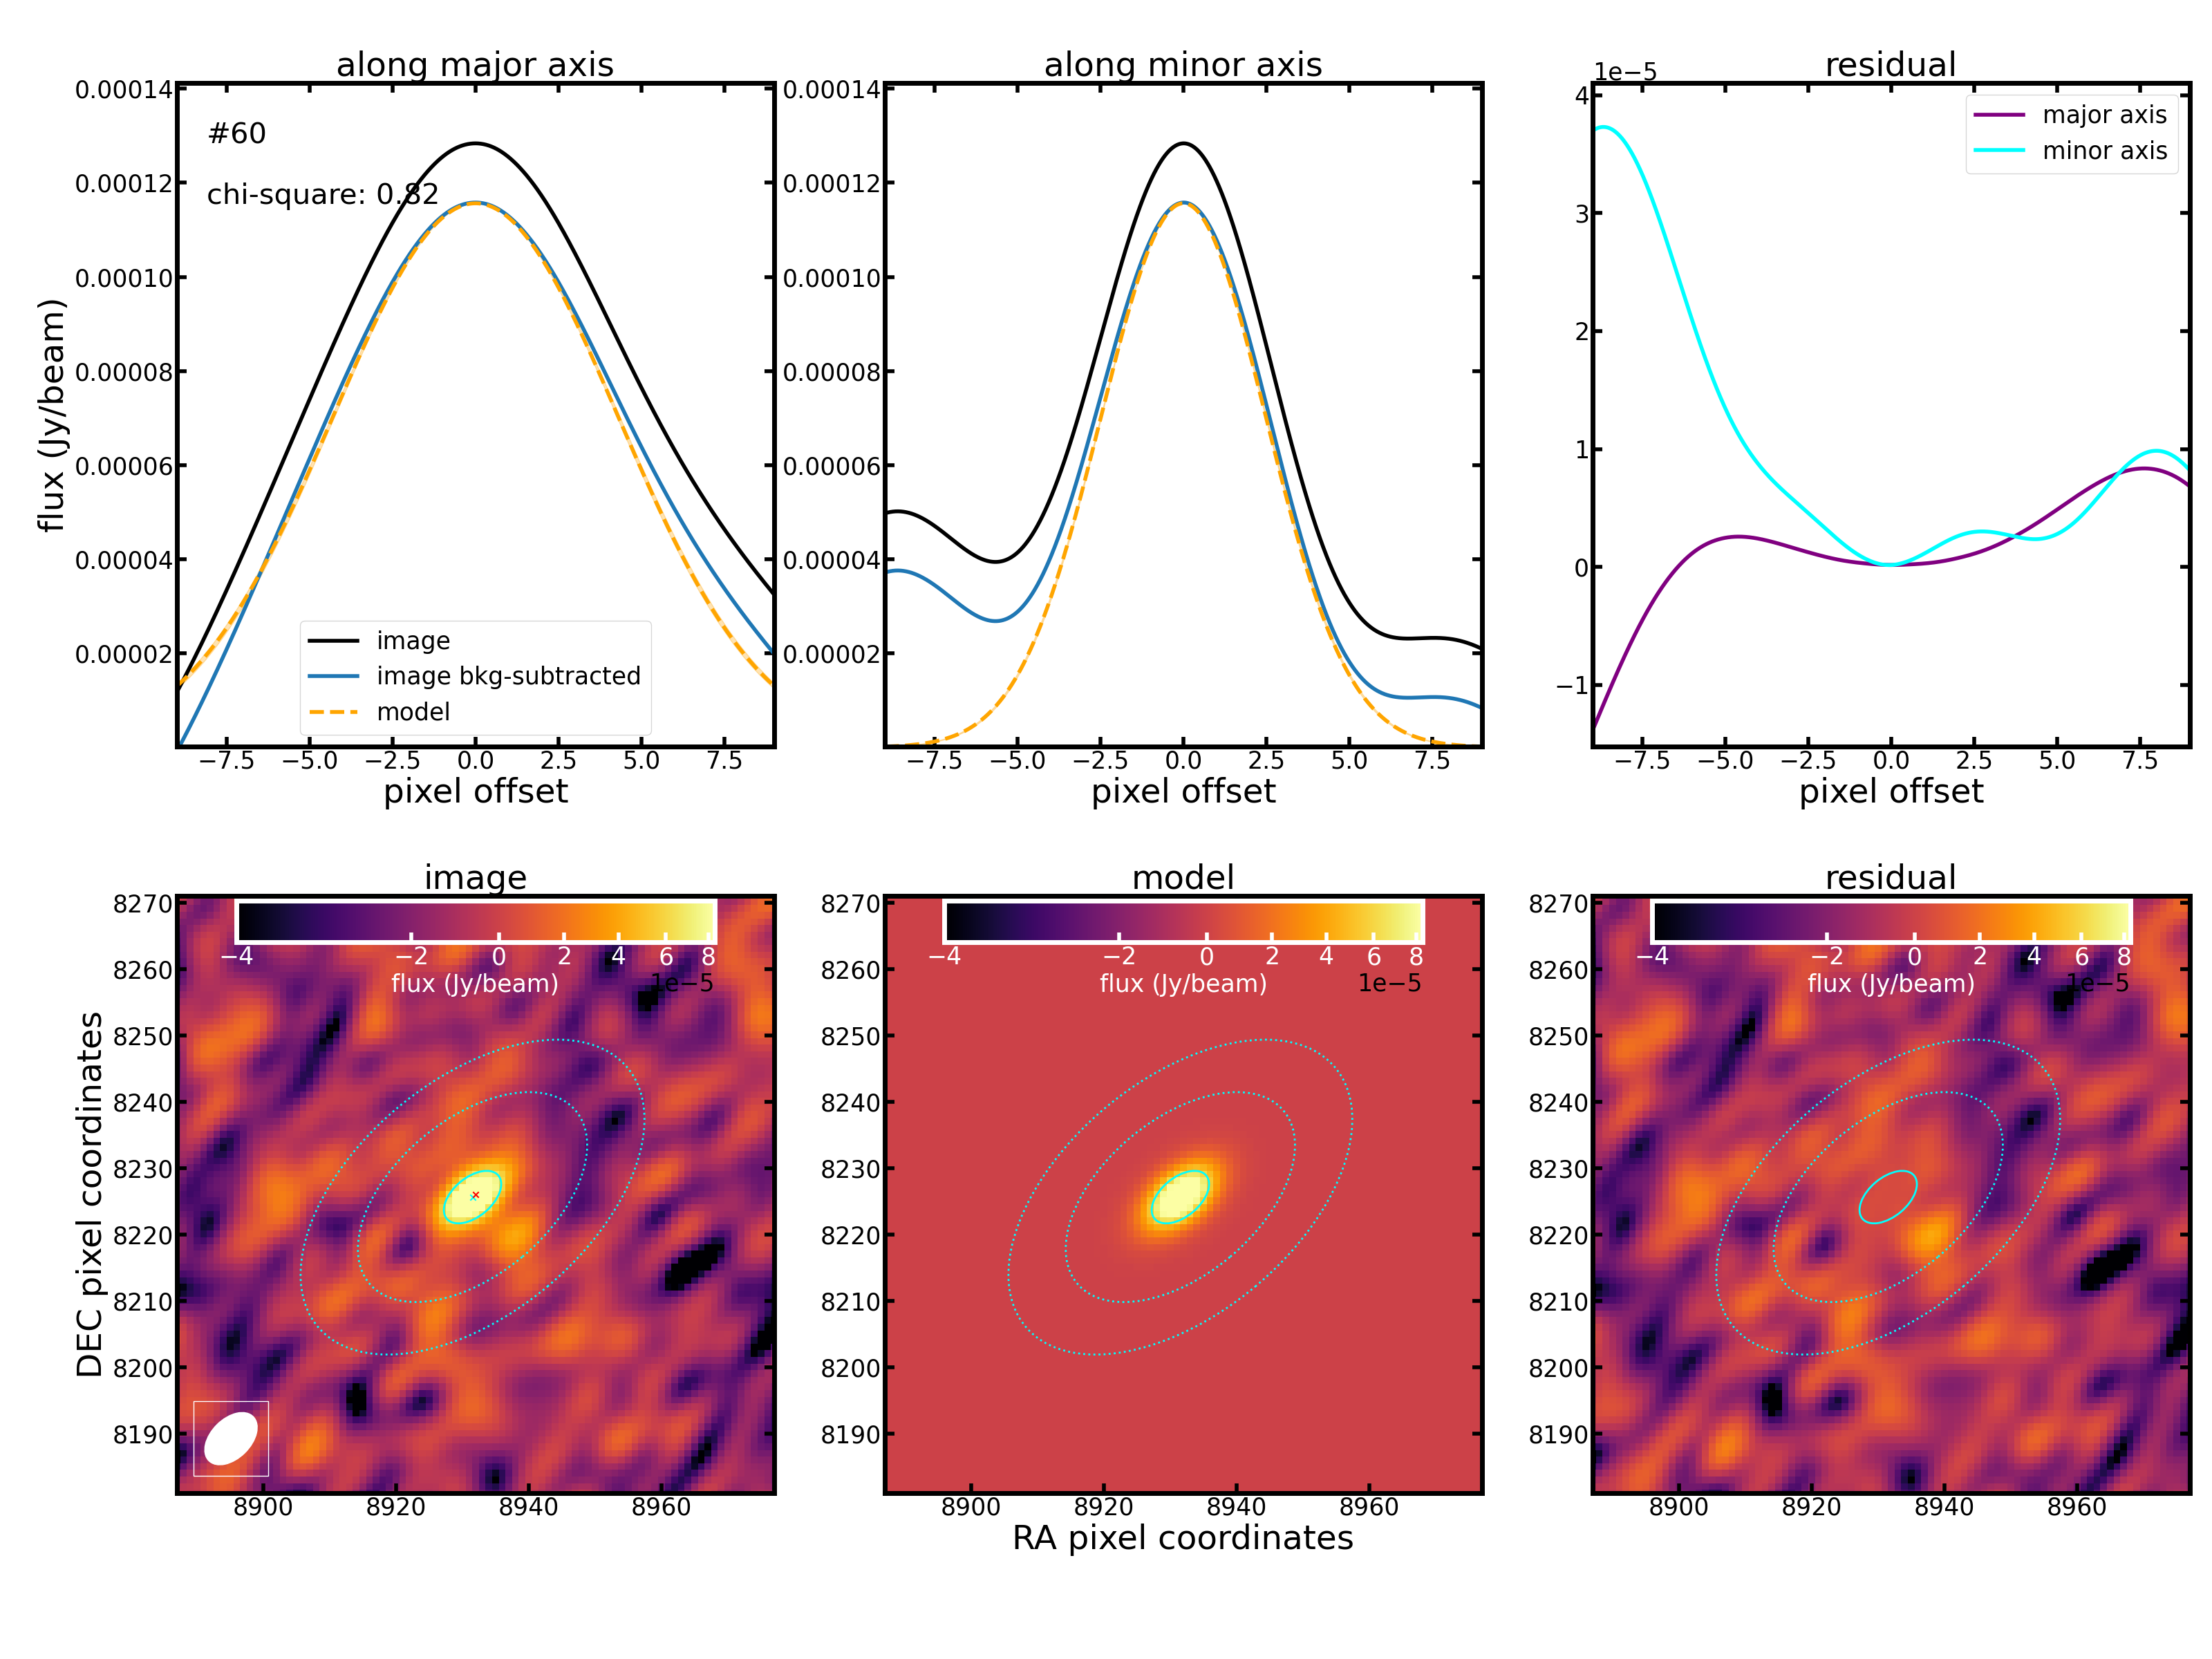 along major axis
along minor axis
residual
#60
chi-square: 0.82
flux (Jy/beam)
0.00014
0.00012
0.00010
0.00008
0.00006
0.00004
0.00002
image
image bkg-subtracted
model
−7.5 −5.0 −2.5 0.0 2.5 5.0 7.5
pixel offset
0.00014
0.00012
0.00010
0.00008
0.00006
0.00004
0.00002
−7.5 −5.0 −2.5 0.0 2.5 5.0 7.5
pixel offset
1e−5
4
3
2
1
0
−1
major axis
minor axis
−7.5 −5.0 −2.5 0.0 2.5 5.0 7.5
pixel offset
image
model
residual
DEC pixel coordinates
8270
8260
8250
8240
8230
8220
8210
8200
8190
−4 −2 0 2 4 6 8
flux (Jy/beam)
1e−5
8900 8920 8940 8960
8270
8260
8250
8240
8230
8220
8210
8200
8190
−4 −2 0 2 4 6 8
flux (Jy/beam)
1e−5
8900 8920 8940 8960
RA pixel coordinates
8270
8260
8250
8240
8230
8220
8210
8200
8190
−4 −2 0 2 4 6 8
flux (Jy/beam)
1e−5
8900 8920 8940 8960